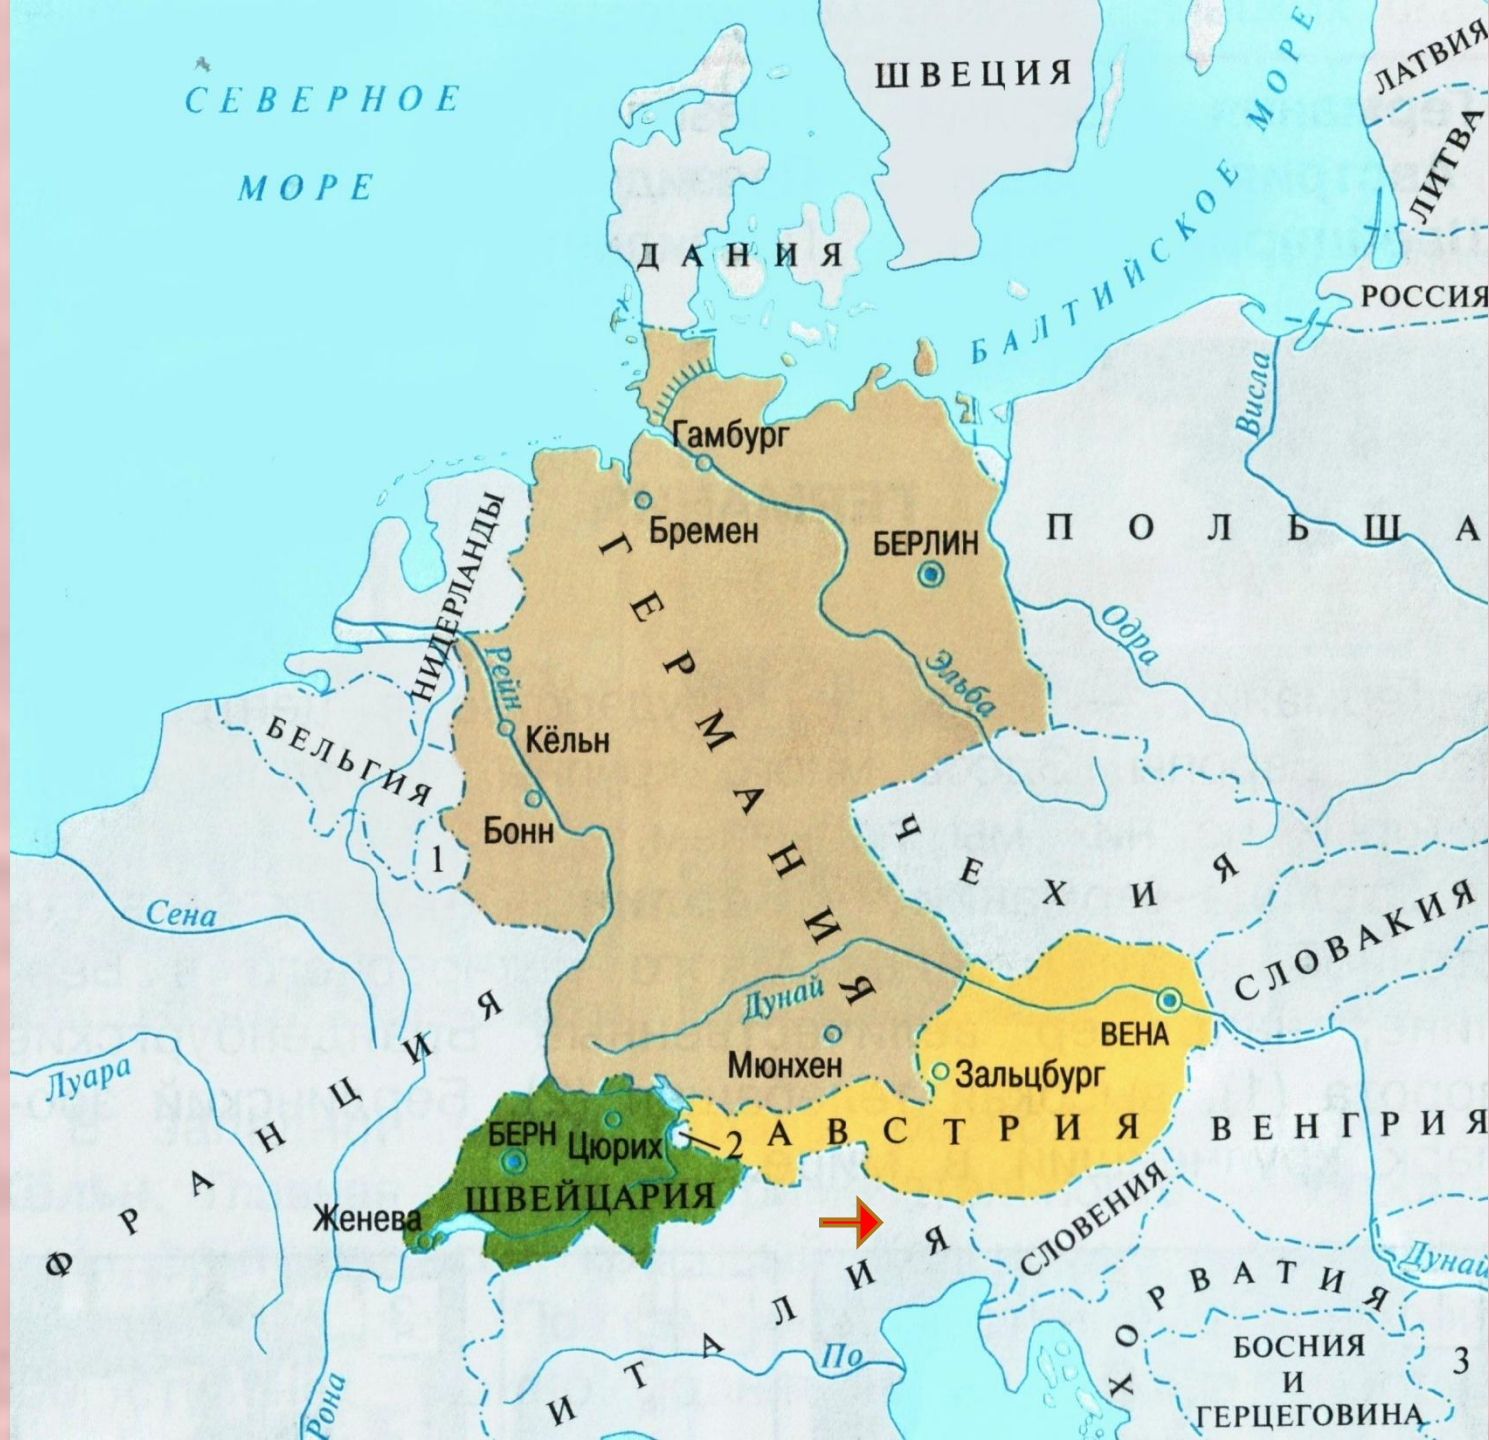 СЕВЕРНОЕ
МОРЕ
ШВЕЦИЯ
ЛАТВИЯ
ЛИТВА
БАЛТИЙСКОЕ МОРЕ
ДАНИЯ
РОССИЯ
Висла
Гамбург
Бремен
БЕРЛИН
ПОЛЬША
НИДЕРЛАНДЫ
Рейн
ГЕРМАНИЯ
Одра
Эльба
Кёльн
БЕЛЬГИЯ
Бонн
1
ЧЕХИЯ
Сена
СЛОВАКИЯ
Дунай
ВЕНА
Мюнхен
Зальцбург
Луара
БЕРН
Цюрих
2
АВСТРИЯ
ВЕНГРИЯ
ШВЕЙЦАРИЯ
Женева
ФРАНЦИЯ
СЛОВЕНИЯ
Дунай
ИТАЛИЯ
ХОРВАТИЯ
По
Рона
БОСНИЯ
И
ГЕРЦЕГОВИНА
3